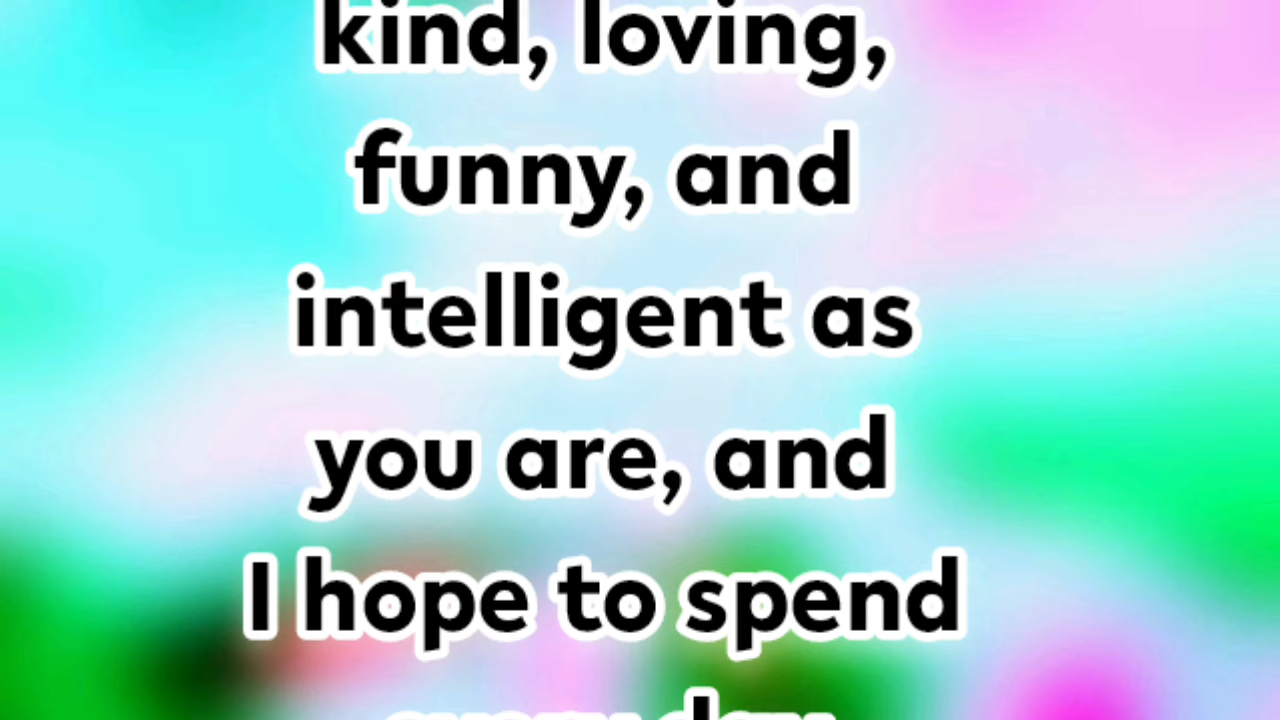 kind, loving,
funny, and
intelligent as
you are, and
I hope to spend